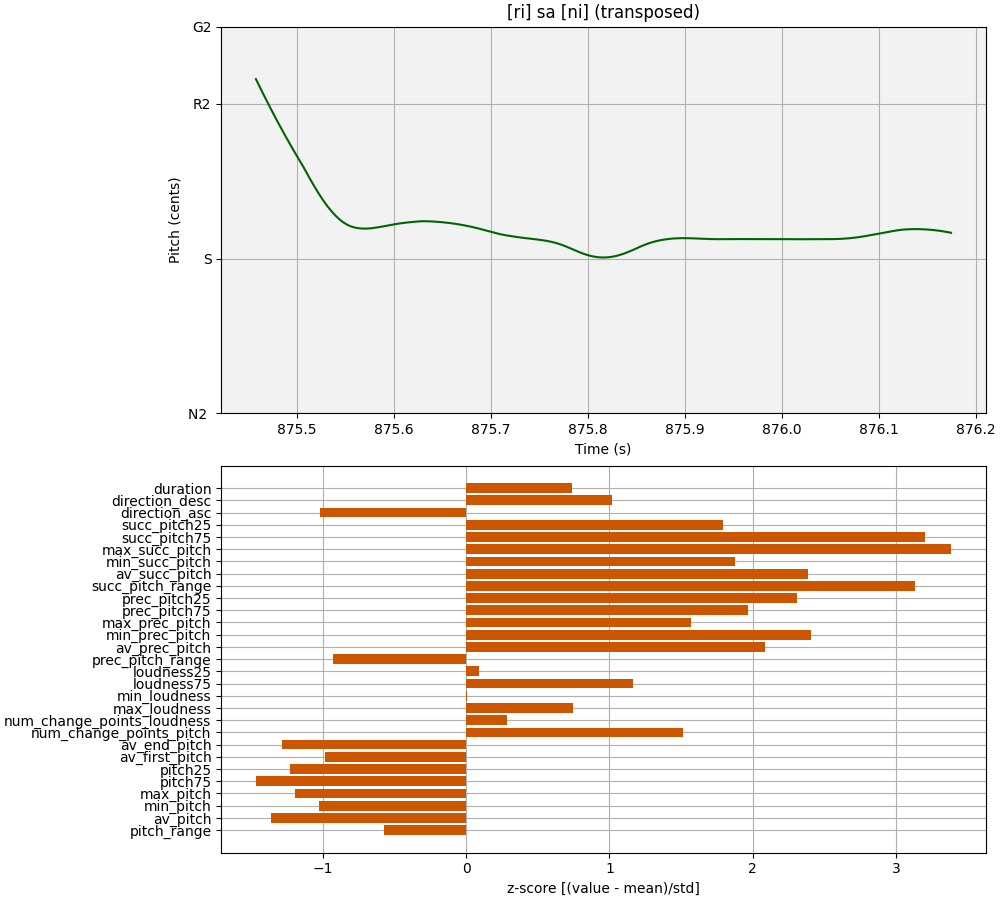 [ri] sa [ni] (transposed)
G2
R2
S
N2
Pitch (cents)
875.5 875.6 875.7 875.8 875.9 876.0 876.1 876.2
Time (s)
duration
direction_desc
direction_asc
succ_pitch25
succ_pitch75
max_succ_pitch
min_succ_pitch
av_succ_pitch
succ_pitch_range
prec_pitch25
prec_pitch75
max_prec_pitch
min_prec_pitch
av_prec_pitch
prec_pitch_range
loudness25
loudness75
min_loudness
max_loudness
num_change_points_loudness
num_change_points_pitch
av_end_pitch
av_first_pitch
pitch25
pitch75
max_pitch
min_pitch
av_pitch
pitch_range
−1 0 1 2 3
z-score [(value - mean)/std]